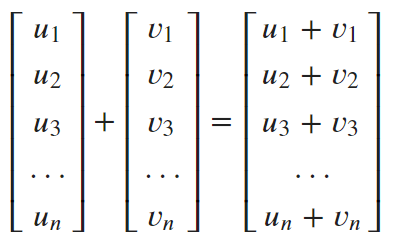 u₁ v₁ u₁ + v₁
u₂ v₂ u₂ + v₂
u₃ + v₃ = u₃ + v₃
... ... ...
uₙ vₙ uₙ + vₙ